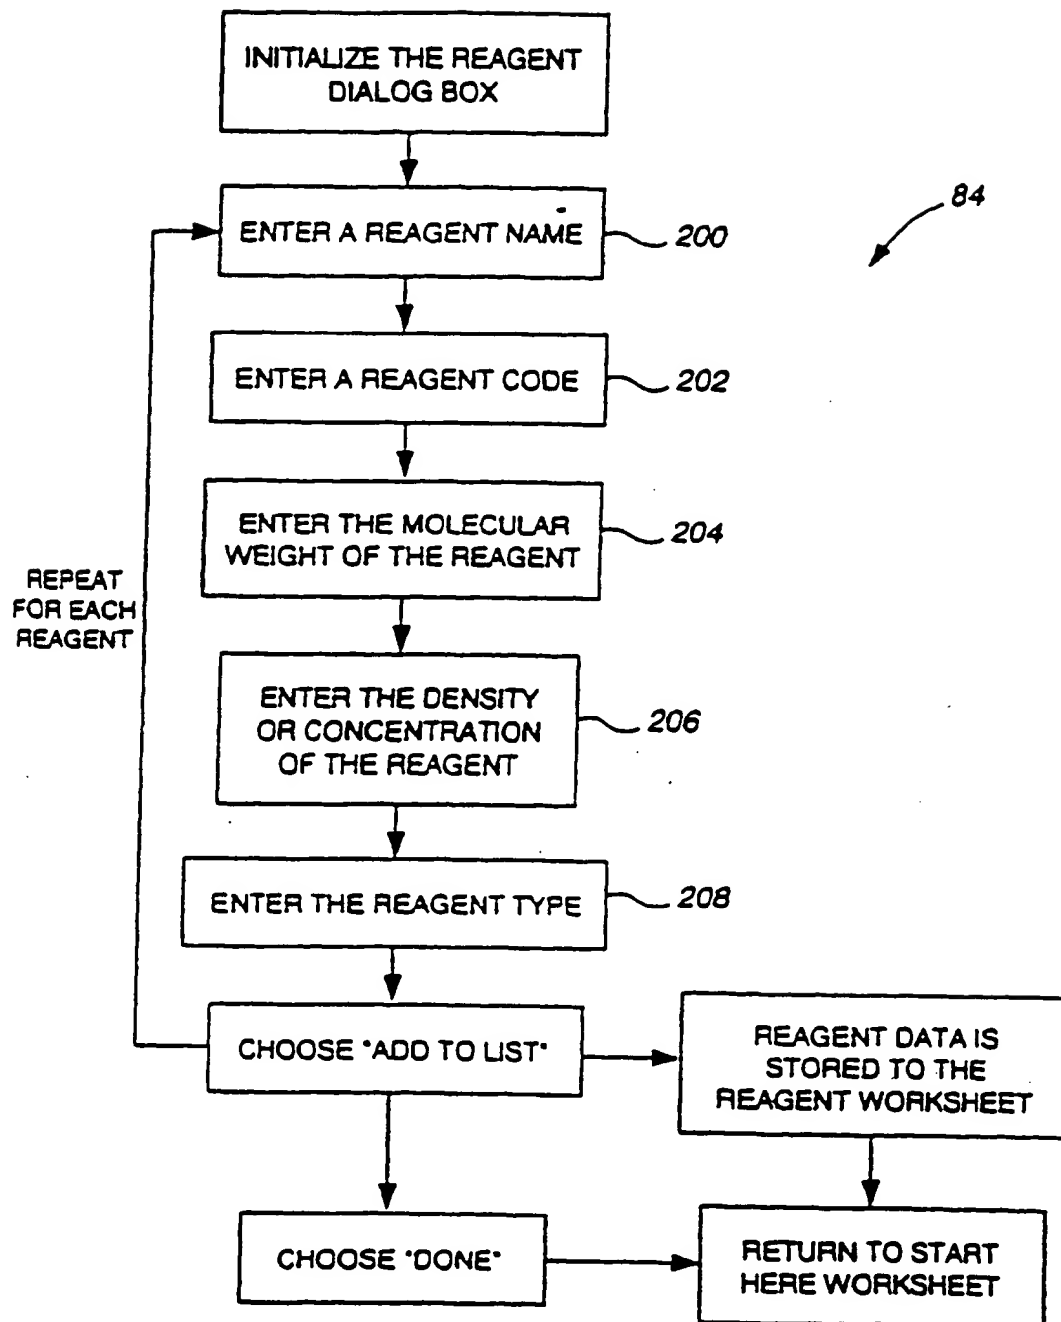 INITIALIZE THE REAGENT
DIALOG BOX
84
ENTER A REAGENT NAME
200
ENTER A REAGENT CODE
202
ENTER THE MOLECULAR
WEIGHT OF THE REAGENT
204
REPEAT
FOR EACH
REAGENT
ENTER THE DENSITY
OR CONCENTRATION
OF THE REAGENT
206
ENTER THE REAGENT TYPE
208
CHOOSE "ADD TO LIST"
REAGENT DATA IS
STORED TO THE
REAGENT WORKSHEET
CHOOSE "DONE"
RETURN TO START
HERE WORKSHEET